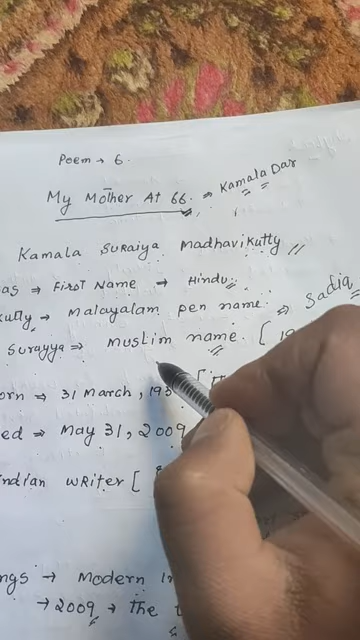 Poem → 6.
My Mother At 66 ⇒ Kamala Das
Kamala Suraiya Madhavikutty //
as ⇒ First Name → Hindu
kutty → Malayalam pen name.
Surayya ⇒ muslim name. [ ⇒ Sadiq
orn ⇒ 31 March, 193
ed ⇒ May 31, 2009
ndian writer [
ngs → Modern I
→ 2009 → the